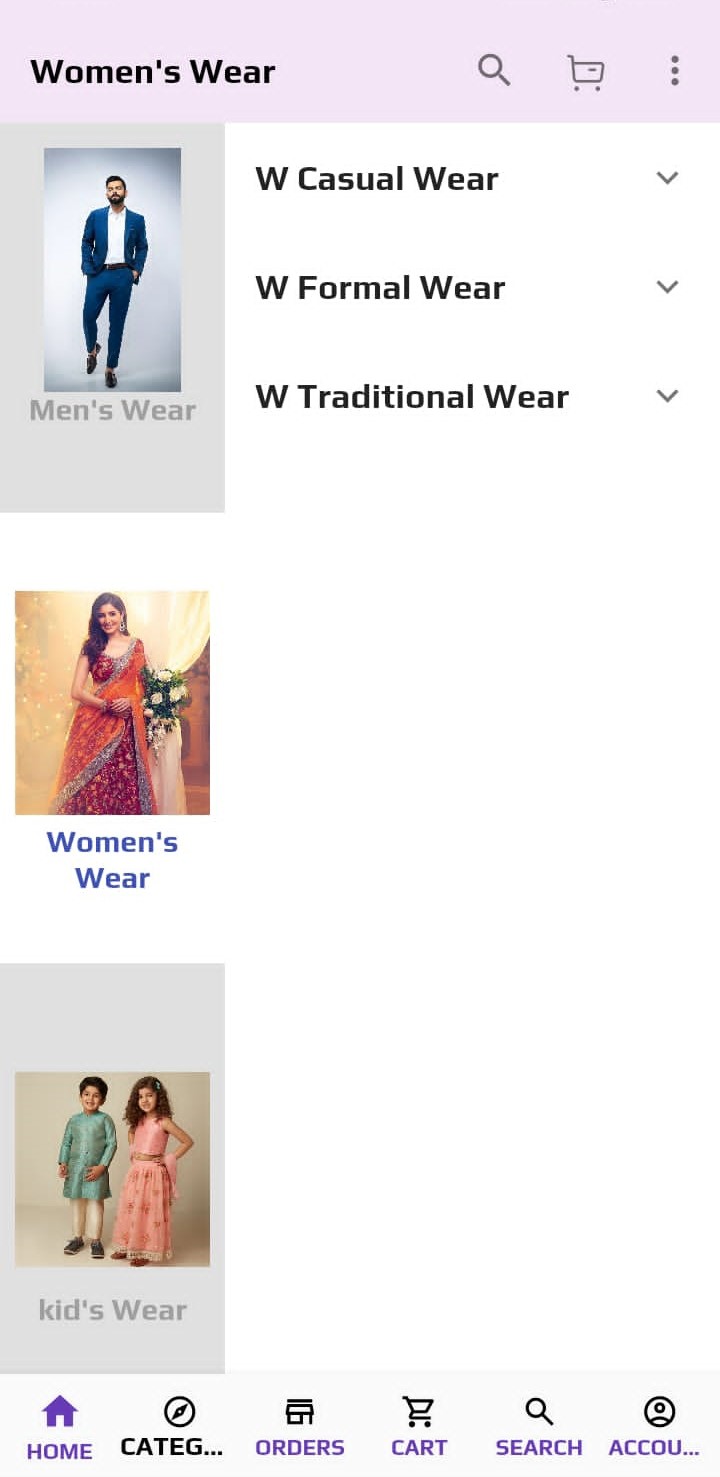 Women's Wear
W Casual Wear
W Formal Wear
W Traditional Wear
Men's Wear
Women's
Wear
kid's Wear
HOME
CATEG...
ORDERS
CART
SEARCH
ACCOU...